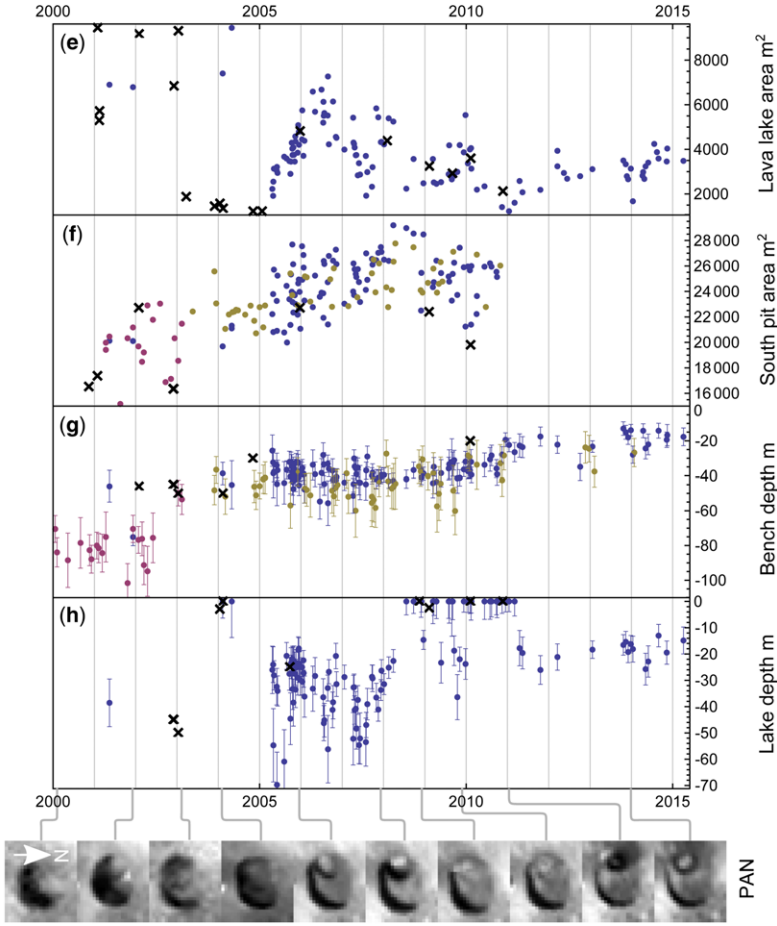 2000 2005 2010 2015
(e)
8000
6000
4000
2000
Lava lake area m²
(f)
28 000
26 000
24 000
22 000
20 000
18 000
16 000
South pit area m²
(g)
0
-20
-40
-60
-80
-100
Bench depth m
(h)
0
-10
-20
-30
-40
-50
-60
-70
Lake depth m
2000 2005 2010 2015
N
PAN